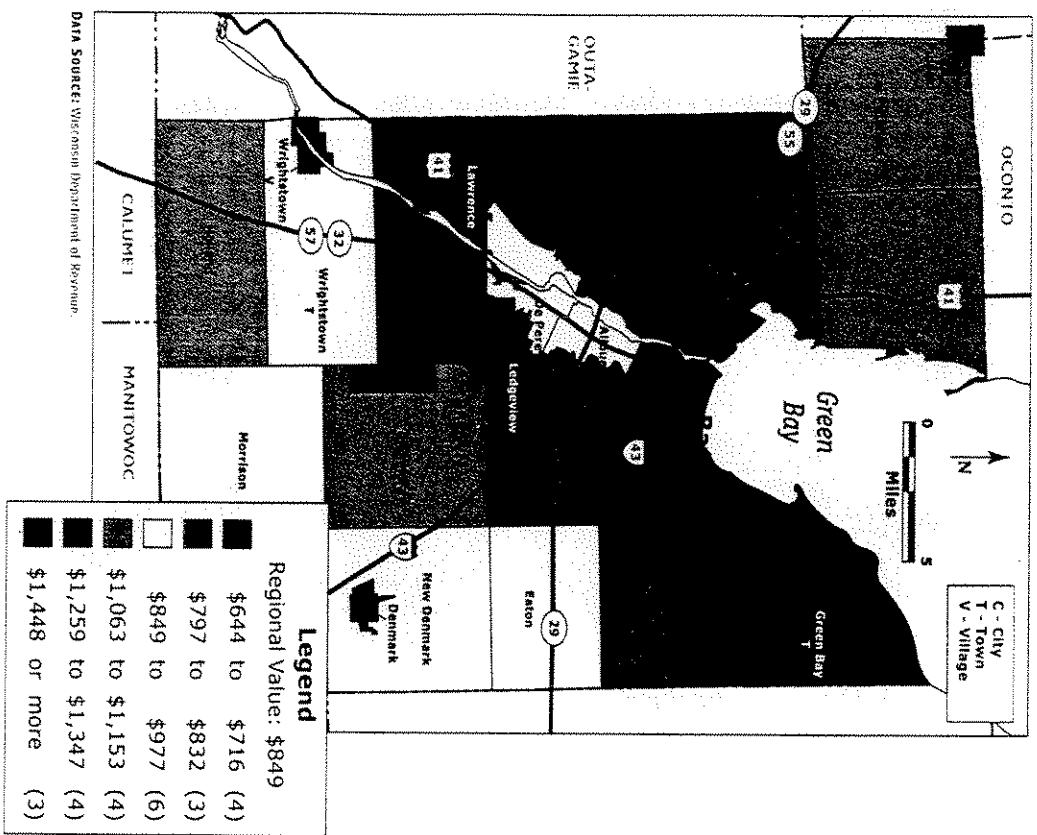 C - City
T - Town
V - Village
0
5
Miles
N
OCONTO
41
Green
Bay
29
55
OUTA-
GAMIE
43
Green Bay
T
Lawrence
41
Ledgeview
Eaton
29
Wrightstown
V
32
57
Wrightstown
T
43
New Denmark
Denmark
Morrison
CALUMET
MANITOWOC
DATA SOURCE: Wisconsin Department of Revenue.
Legend
Regional Value: $849
$644 to $716 (4)
$797 to $832 (3)
$849 to $977 (6)
$1,063 to $1,153 (4)
$1,259 to $1,347 (4)
$1,448 or more (3)